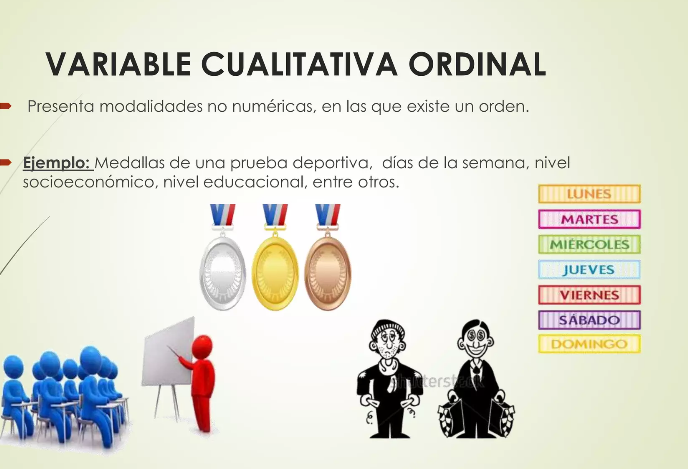 VARIABLE CUALITATIVA ORDINAL
Presenta modalidades no numéricas, en las que existe un orden.
Ejemplo: Medallas de una prueba deportiva, días de la semana, nivel
socioeconómico, nivel educacional, entre otros.
LUNES
MARTES
MIÉRCOLES
JUEVES
VIERNES
SÁBADO
DOMINGO